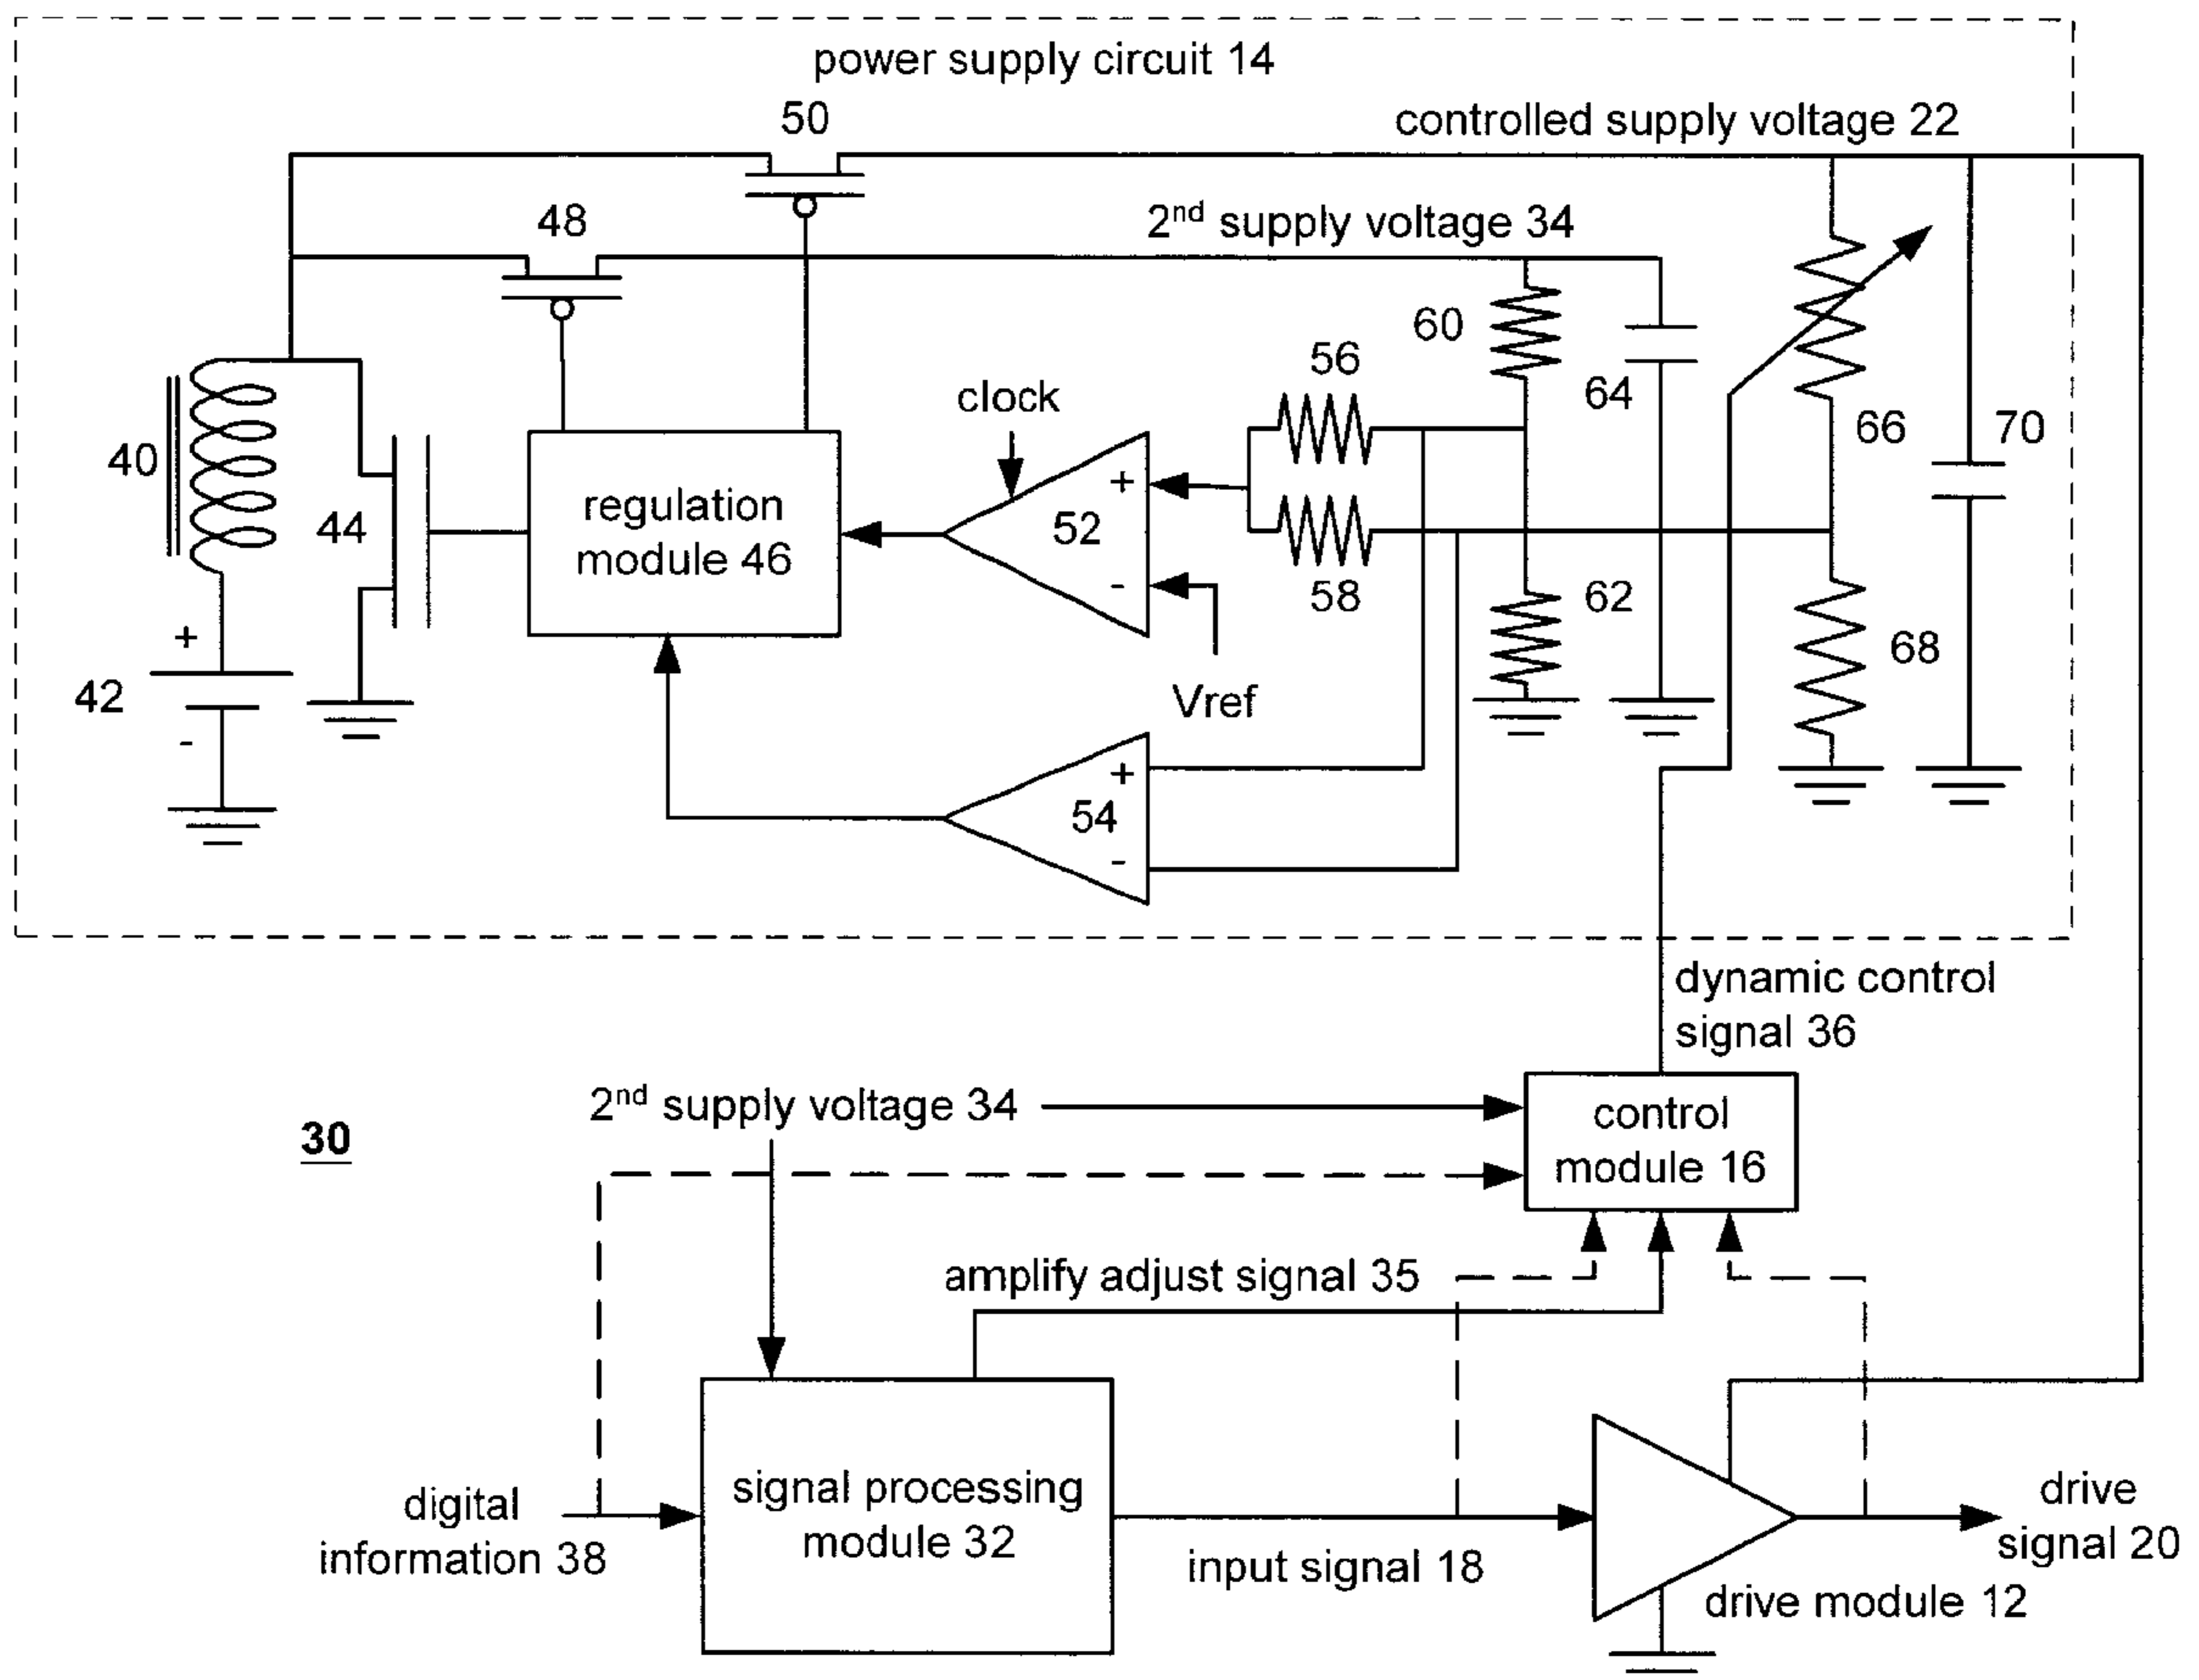 power supply circuit 14
50
controlled supply voltage 22
48
2nd supply voltage 34
60
56
64
clock
66
70
40
+
regulation
module 46
44
52
-
58
62
+
42
-
Vref
68
+
54
-
dynamic control
signal 36
2nd supply voltage 34
control
module 16
30
amplify adjust signal 35
digital
information 38
signal processing
module 32
input signal 18
drive
signal 20
drive module 12